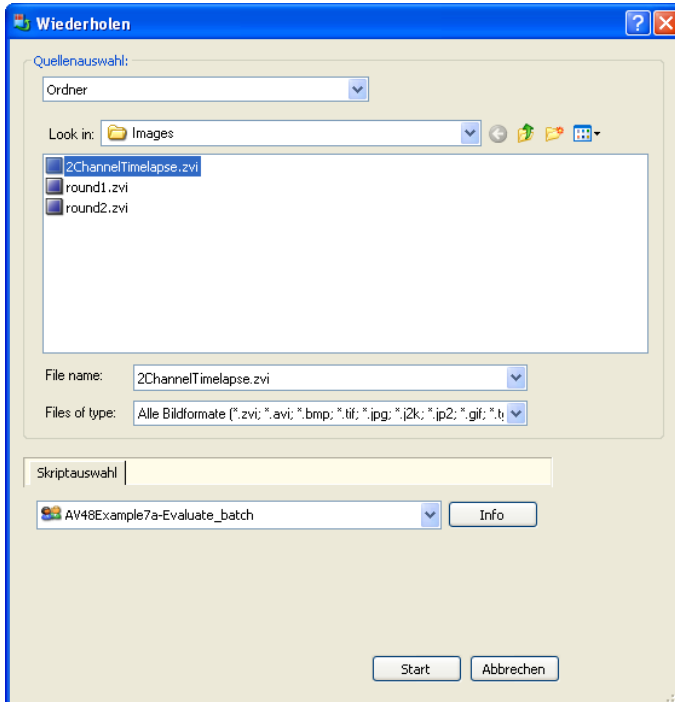 Wiederholen
Quellenauswahl:
Ordner
Look in: Images
2ChannelTimelapse.zvi
round1.zvi
round2.zvi
File name: 2ChannelTimelapse.zvi
Files of type: Alle Bildformate (*.zvi; *.avi; *.bmp; *.tif; *.jpg; *.j2k; *.jp2; *.gif; *.
Skriptauswahl
AV48Example7a-Evaluate_batch Info
Start Abbrechen